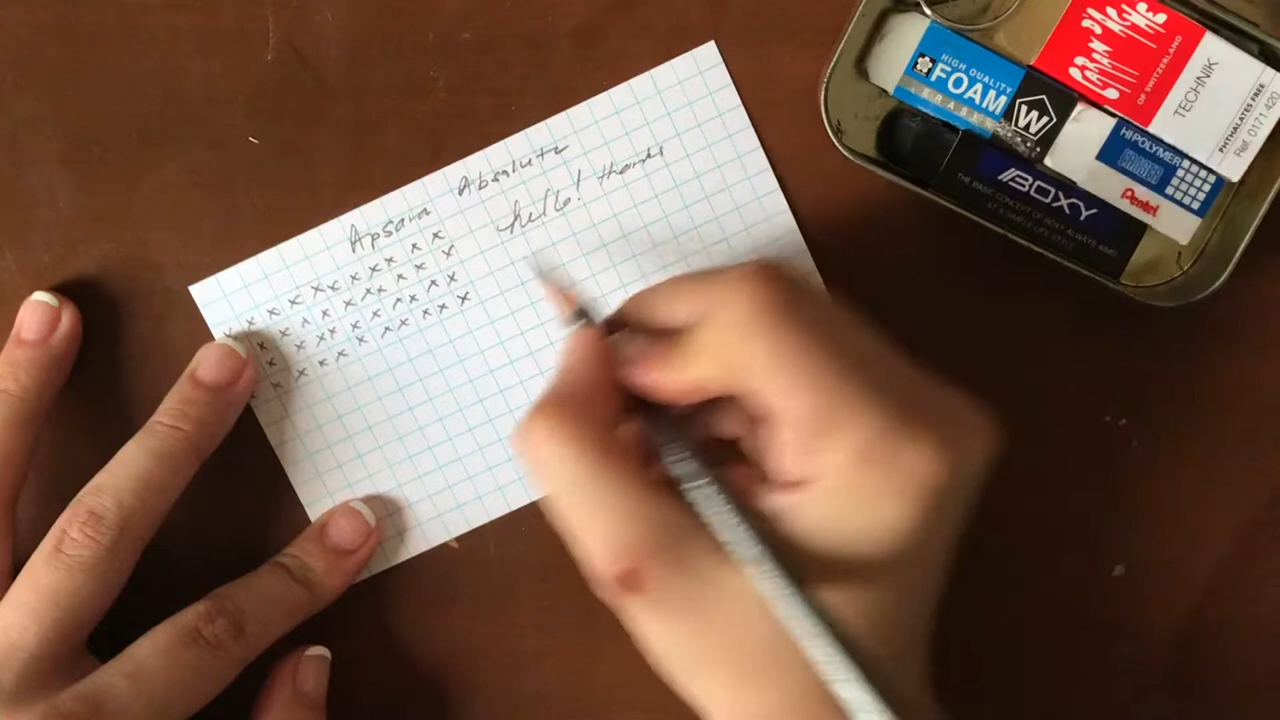 Apsara Absolute
hello! thanks
x x x x x x x x x x x
x x x x x x x x x x
x x x x x x x x x x
x x x x x x x x x x
HIGH QUALITY
FOAM
ERASER
W
CARAN D'ACHE
OF SWITZERLAND
TECHNIK
PHTHALATES FREE
Ref. 0171.420
HI-POLYMER
ERASER
Pentel
BOXY
THE BASIC CONCEPT OF BOXY ALWAYS AIMS
AT A SIMPLE LIFE STYLE.